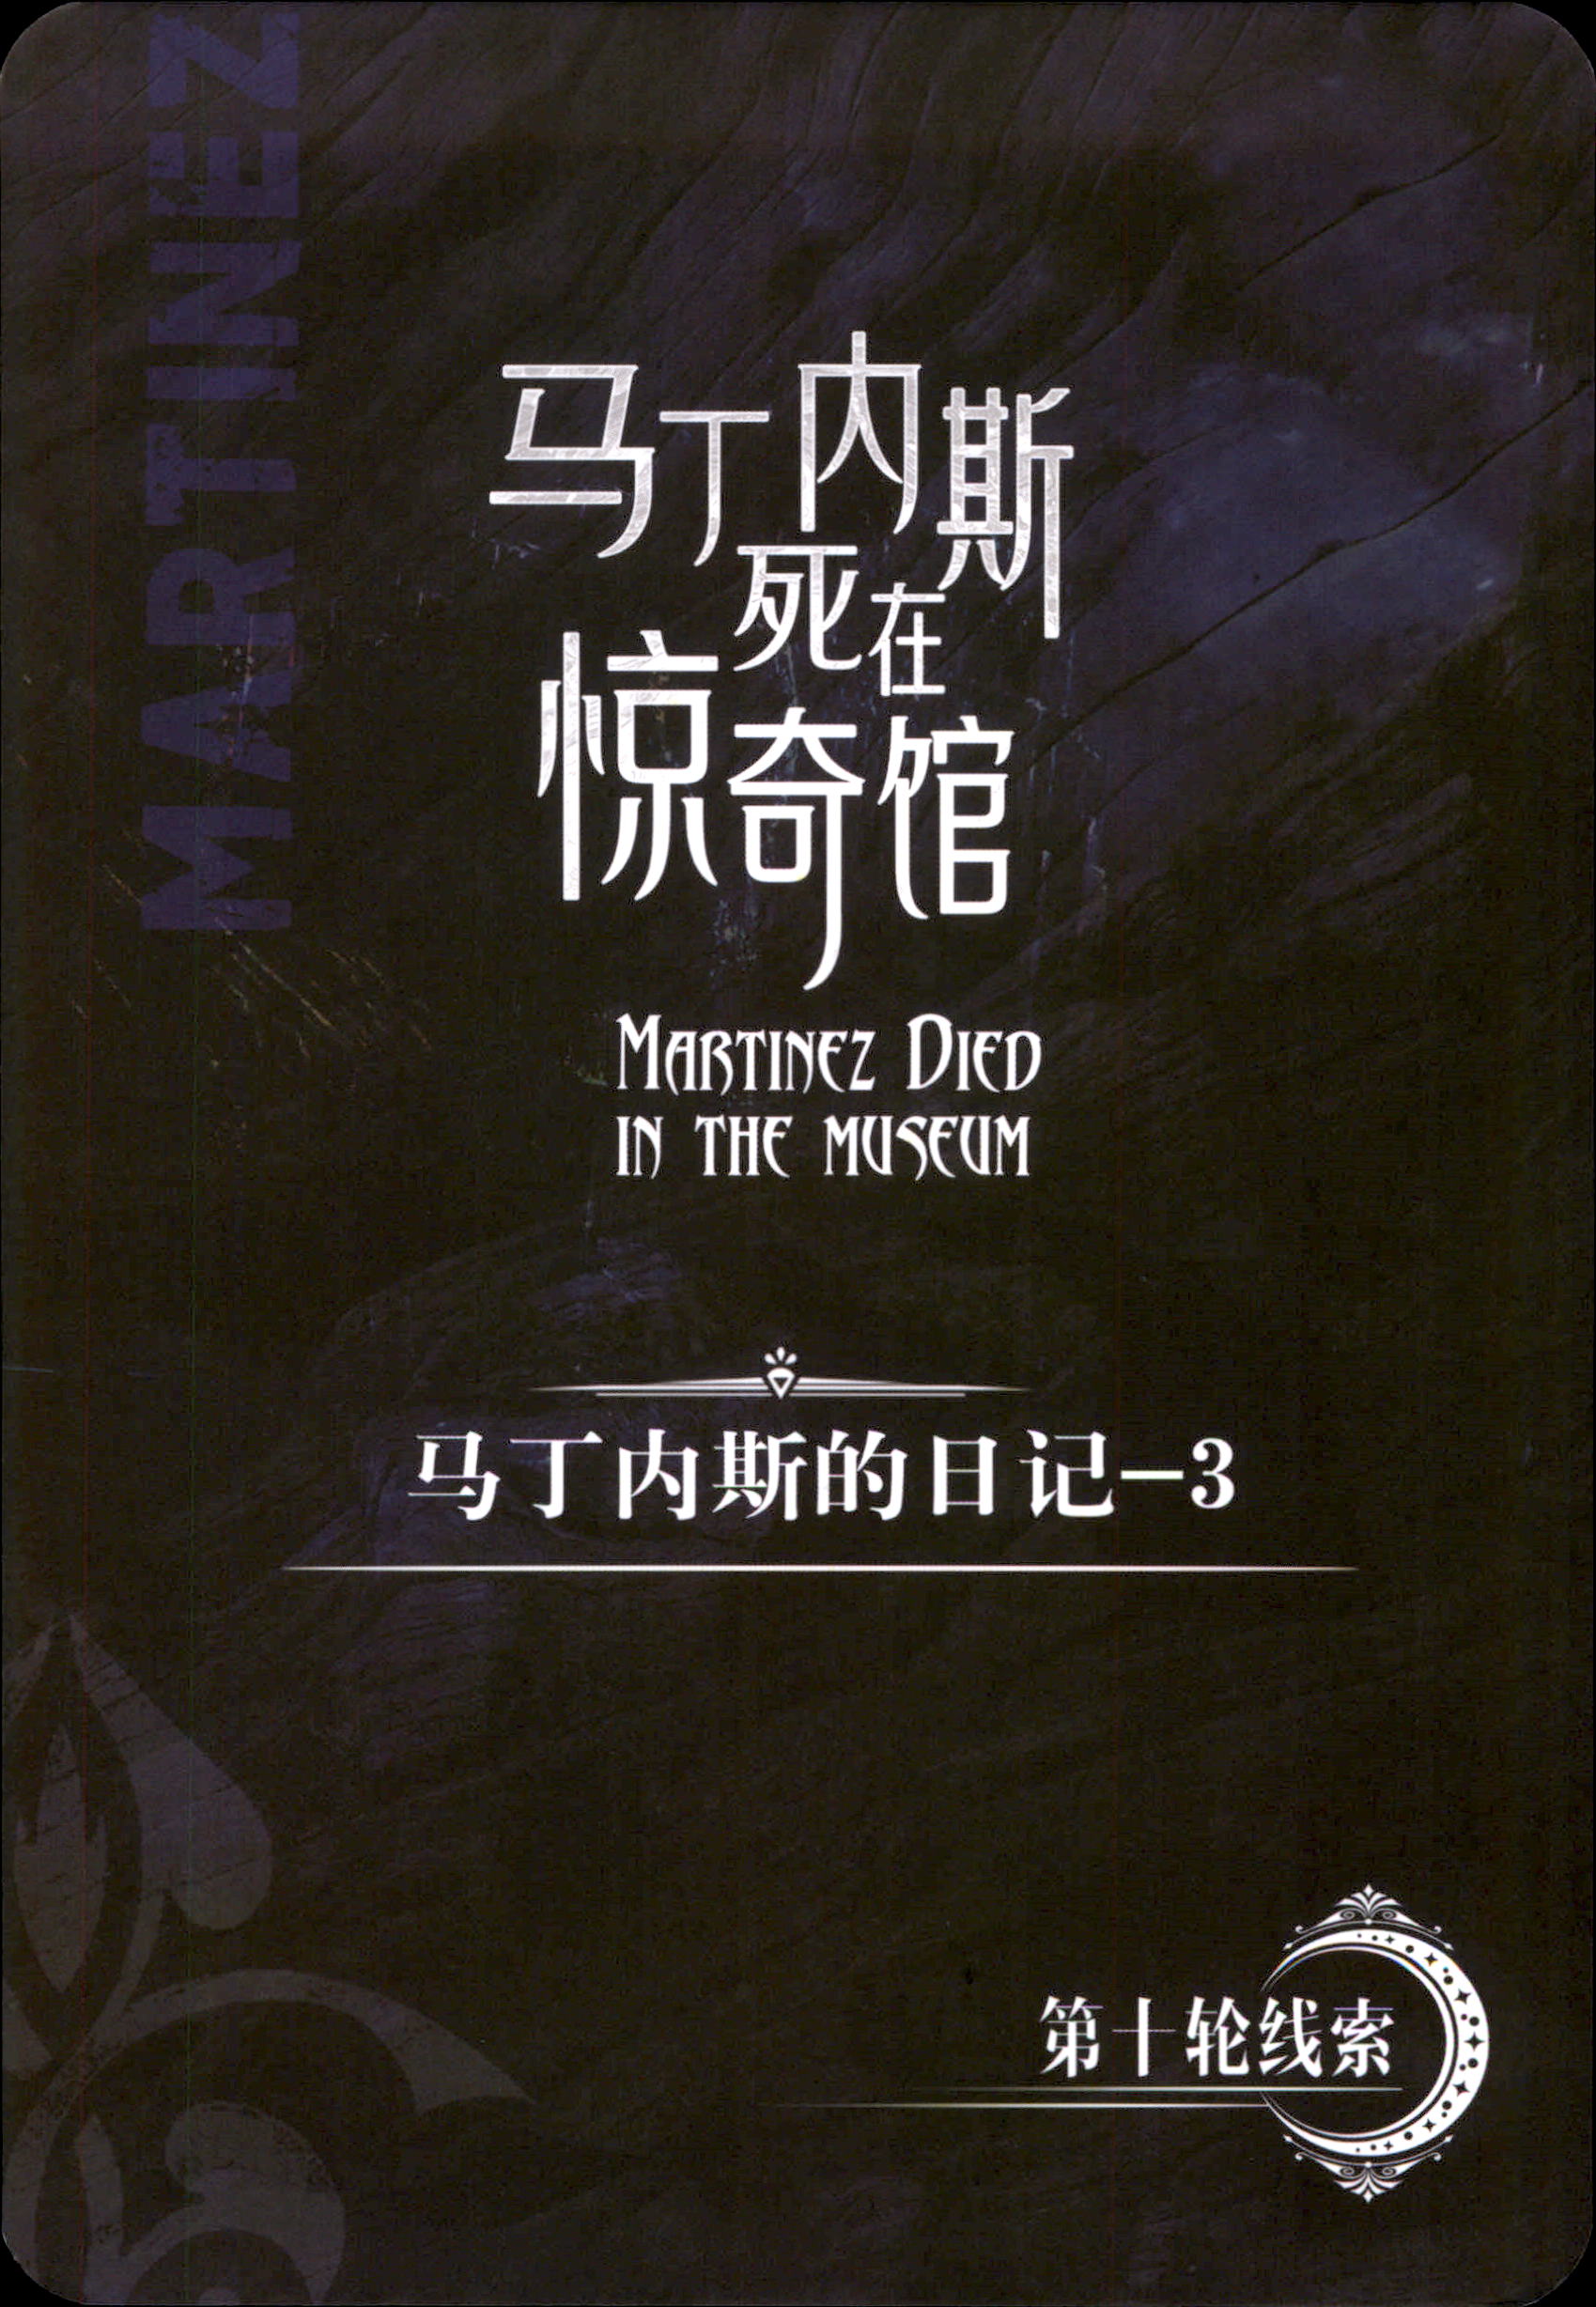 MARTINEZ
马丁内斯
死在
惊奇馆
MARTINEZ DIED
IN THE MUSEUM
马丁内斯的日记-3
第十轮线索